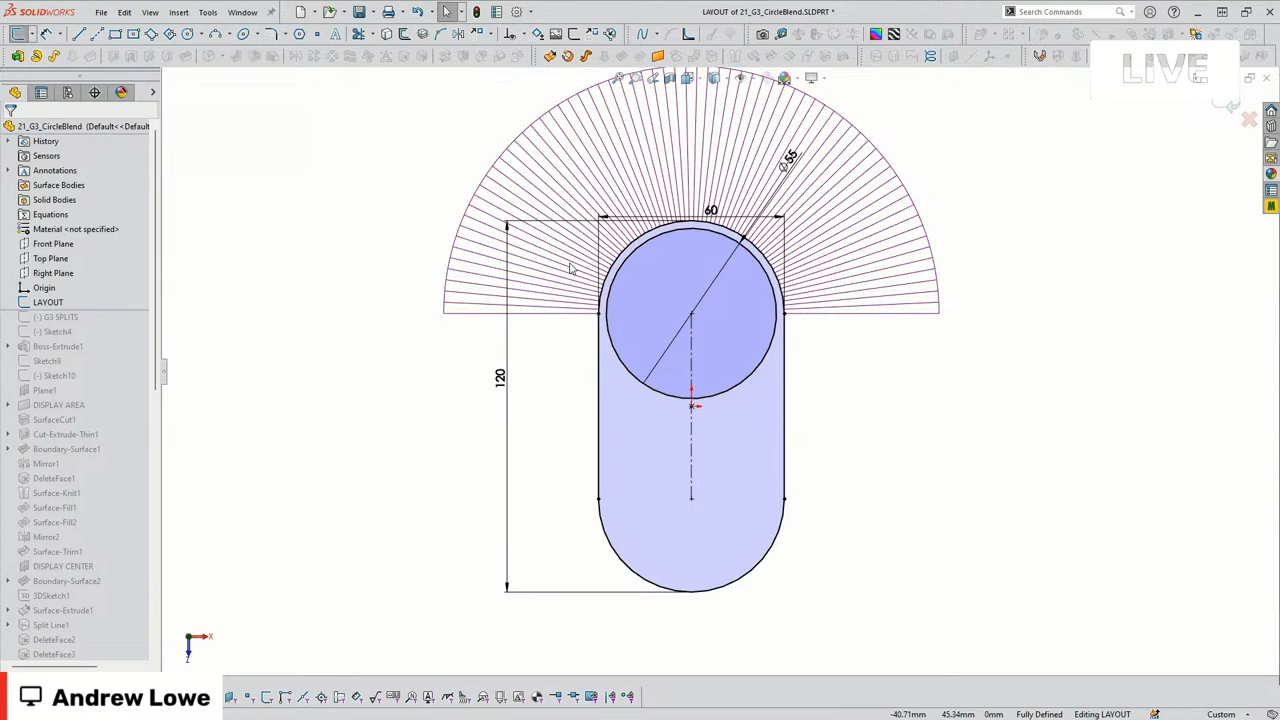 SOLIDWORKS
File
Edit
View
Insert
Tools
Window
LAYOUT of 21_G3_CircleBlend.SLDPRT *
Search Commands
LIVE
21_G3_CircleBlend (Default<<Default
History
Sensors
Annotations
Surface Bodies
Solid Bodies
Equations
Material <not specified>
Front Plane
Top Plane
Right Plane
Origin
LAYOUT
(-) G3 SPLITS
(-) Sketch4
Boss-Extrude1
Sketch9
(-) Sketch10
Plane1
DISPLAY AREA
SurfaceCut1
Cut-Extrude-Thin1
Boundary-Surface1
Mirror1
DeleteFace1
Surface-Knit1
Surface-Fill1
Surface-Fill2
Mirror2
Surface-Trim1
DISPLAY CENTER
Boundary-Surface2
3DSketch1
Surface-Extrude1
Split Line1
DeleteFace2
DeleteFace3
Ø55
60
120
X
Z
Andrew Lowe
-40.71mm
45.34mm
0mm
Fully Defined
Editing LAYOUT
Custom